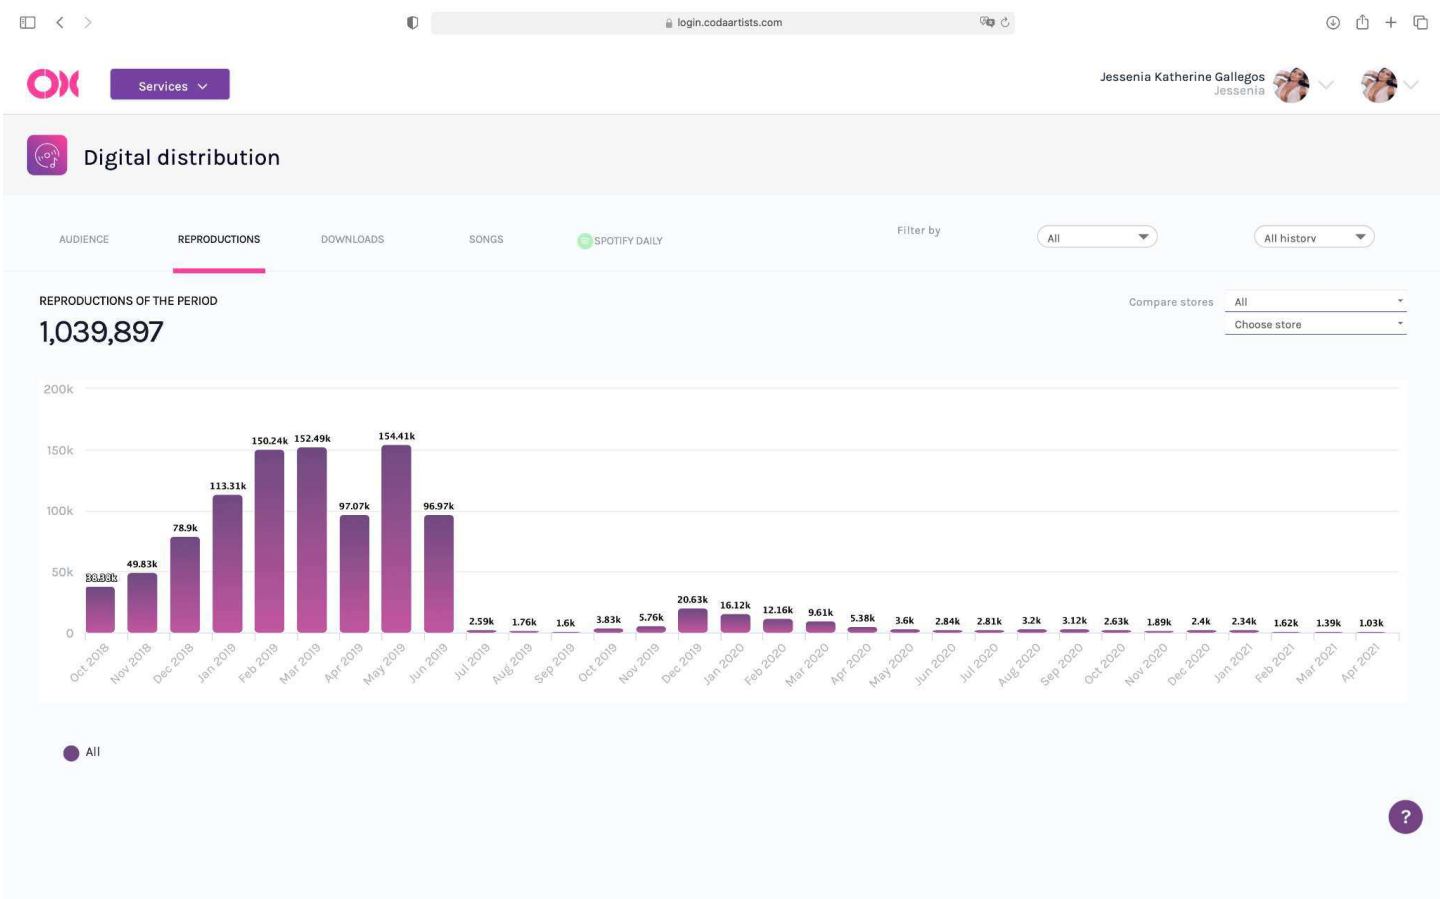 login.codaartists.com
Services
Jessenia Katherine Gallegos
Jessenia
Digital distribution
AUDIENCE
REPRODUCTIONS
DOWNLOADS
SONGS
SPOTIFY DAILY
Filter by
All
All history
REPRODUCTIONS OF THE PERIOD
1,039,897
Compare stores
All
Choose store
200k
150k
100k
50k
0
38.38k
49.83k
78.9k
113.31k
150.24k
152.49k
97.07k
154.41k
96.97k
2.59k
1.76k
1.6k
3.83k
5.76k
20.63k
16.12k
12.16k
9.61k
5.38k
3.6k
2.84k
2.81k
3.2k
3.12k
2.63k
1.89k
2.4k
2.34k
1.62k
1.39k
1.03k
Oct 2018
Nov 2018
Dec 2018
Jan 2019
Feb 2019
Mar 2019
Apr 2019
May 2019
Jun 2019
Jul 2019
Aug 2019
Sep 2019
Oct 2019
Nov 2019
Dec 2019
Jan 2020
Feb 2020
Mar 2020
Apr 2020
May 2020
Jun 2020
Jul 2020
Aug 2020
Sep 2020
Oct 2020
Nov 2020
Dec 2020
Jan 2021
Feb 2021
Mar 2021
Apr 2021
All
?